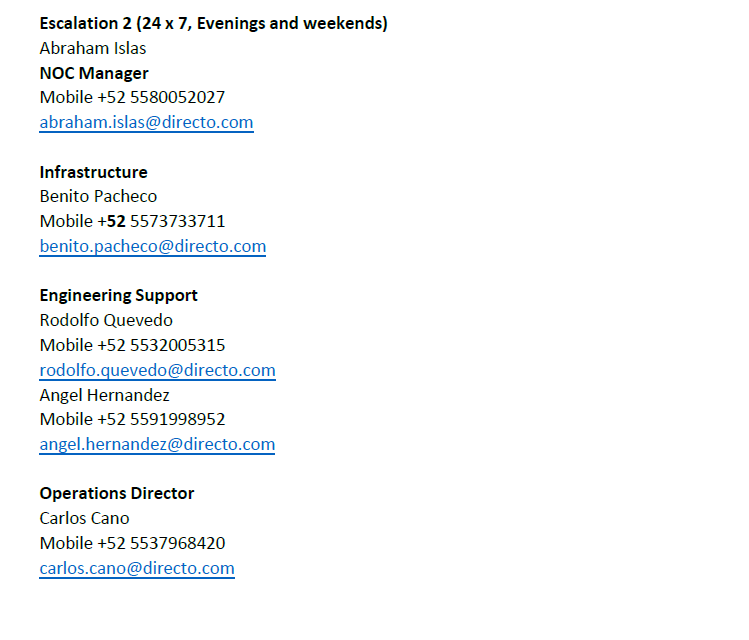 Escalation 2 (24 x 7, Evenings and weekends)
Abraham Islas
NOC Manager
Mobile +52 5580052027
abraham.islas@directo.com
Infrastructure
Benito Pacheco
Mobile +52 5573733711
benito.pacheco@directo.com
Engineering Support
Rodolfo Quevedo
Mobile +52 5532005315
rodolfo.quevedo@directo.com
Angel Hernandez
Mobile +52 5591998952
angel.hernandez@directo.com
Operations Director
Carlos Cano
Mobile +52 5537968420
carlos.cano@directo.com